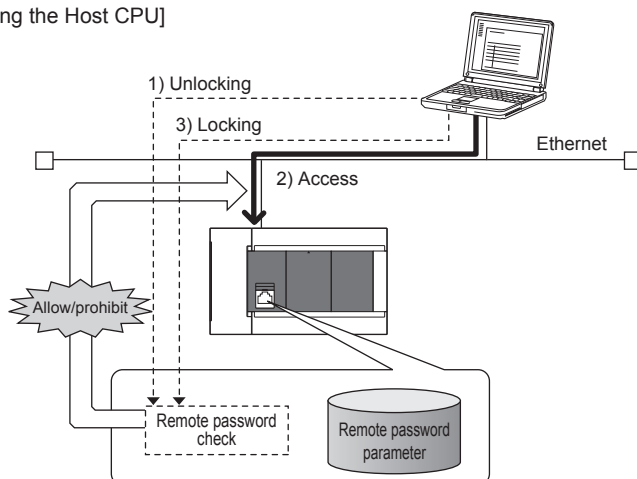 ng the Host CPU]
1) Unlocking
3) Locking
Ethernet
2) Access
Allow/prohibit
Remote password
check
Remote password
parameter